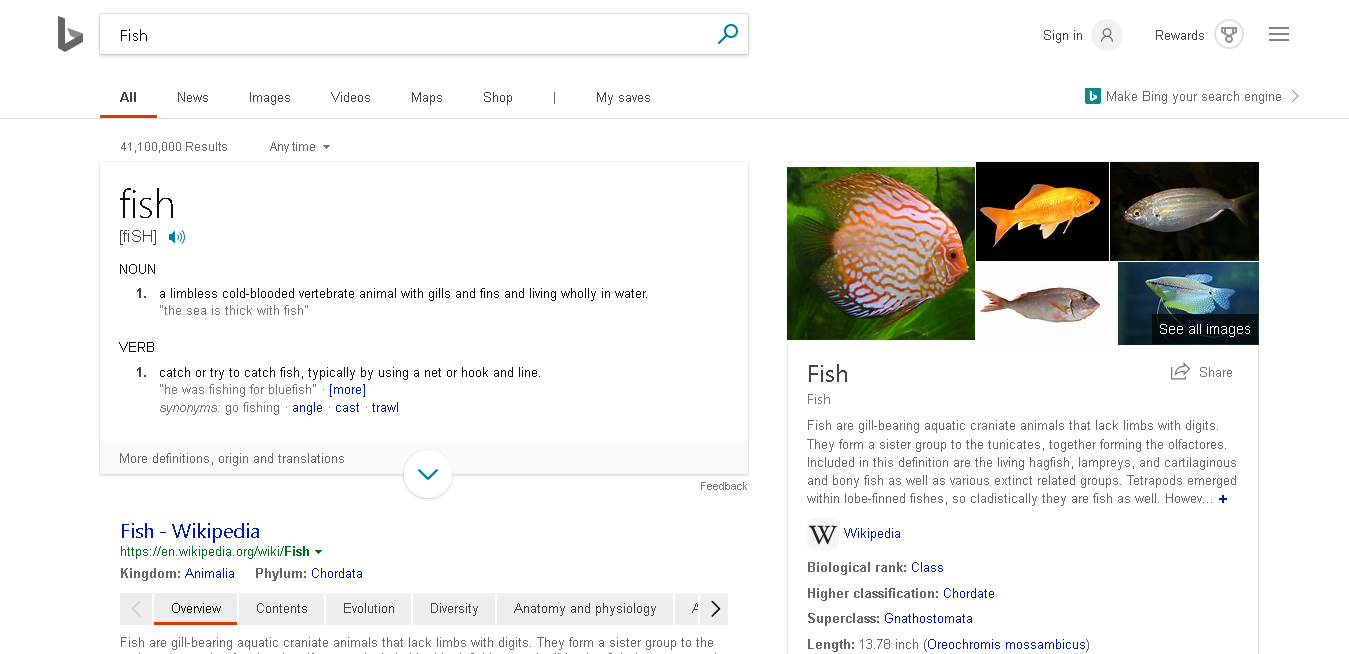 Fish
Sign in
Rewards
All News Images Videos Maps Shop | My saves
Make Bing your search engine
41,100,000 Results Any time
fish
[fiSH]
NOUN
1. a limbless cold-blooded vertebrate animal with gills and fins and living wholly in water.
"the sea is thick with fish"
VERB
1. catch or try to catch fish, typically by using a net or hook and line.
"he was fishing for bluefish" · [more]
synonyms: go fishing · angle · cast · trawl
More definitions, origin and translations
Feedback
Fish - Wikipedia
https://en.wikipedia.org/wiki/Fish
Kingdom: Animalia Phylum: Chordata
Overview Contents Evolution Diversity Anatomy and physiology
Fish are gill-bearing aquatic craniate animals that lack limbs with digits. They form a sister group to the
See all images
Fish
Share
Fish
Fish are gill-bearing aquatic craniate animals that lack limbs with digits.
They form a sister group to the tunicates, together forming the olfactores.
Included in this definition are the living hagfish, lampreys, and cartilaginous
and bony fish as well as various extinct related groups. Tetrapods emerged
within lobe-finned fishes, so cladistically they are fish as well. Howev... +
W Wikipedia
Biological rank: Class
Higher classification: Chordate
Superclass: Gnathostomata
Length: 13.78 inch (Oreochromis mossambicus)